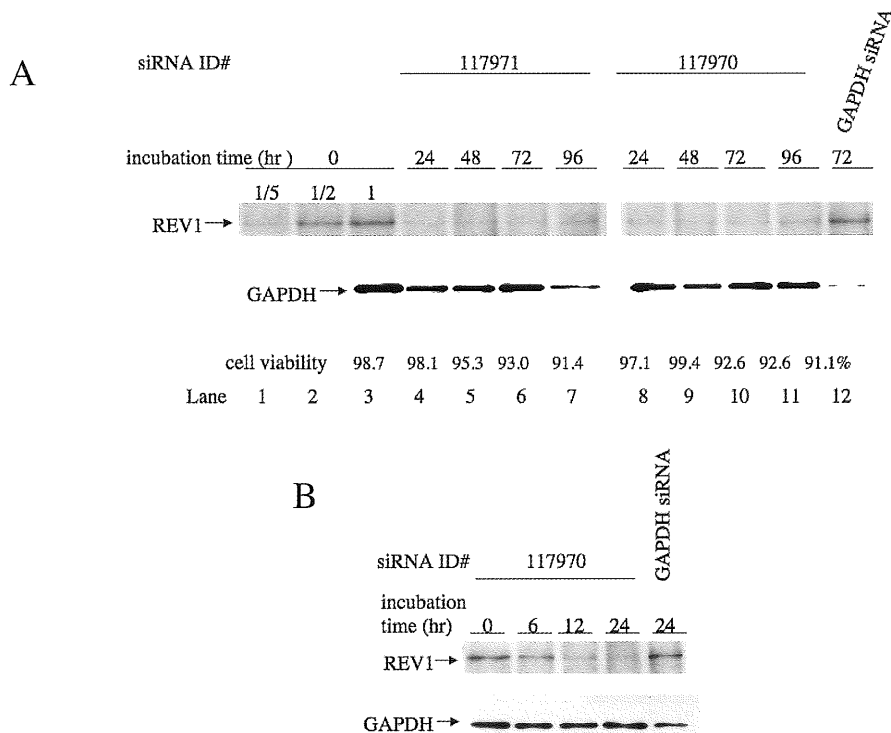 A
siRNA ID# 117971 117970 GAPDH siRNA
incubation time (hr ) 0 24 48 72 96 24 48 72 96 72
1/5 1/2 1
REV1
GAPDH
cell viability 98.7 98.1 95.3 93.0 91.4 97.1 99.4 92.6 92.6 91.1%
Lane 1 2 3 4 5 6 7 8 9 10 11 12
B
siRNA ID# 117970 GAPDH siRNA
incubation
time (hr) 0 6 12 24 24
REV1
GAPDH